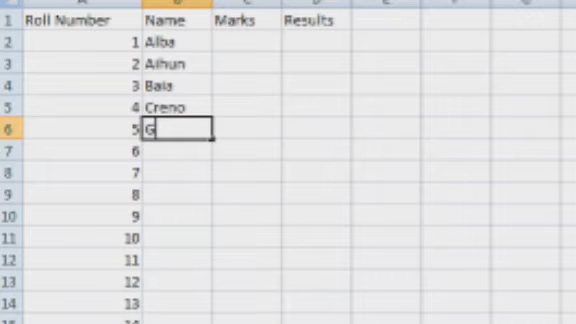 1 Roll Number Name Marks Results
2 1 Alba
3 2 Aihun
4 3 Baia
5 4 Creno
6 5 G
7 6
8 7
9 8
10 9
11 10
12 11
13 12
14 13